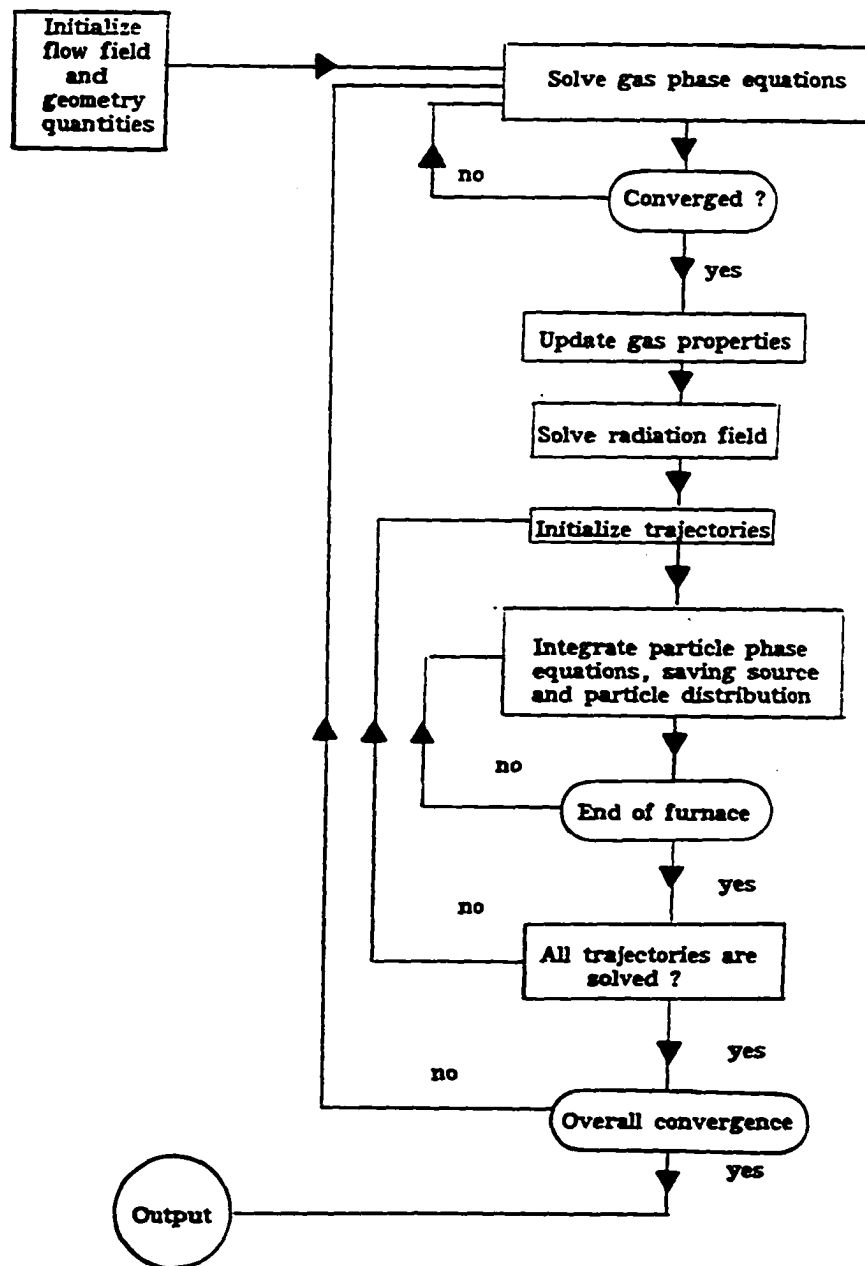 Initialize
flow field
and
geometry
quantities
Solve gas phase equations
no
Converged ?
yes
Update gas properties
Solve radiation field
Initialize trajectories
Integrate particle phase
equations, saving source
and particle distribution
no
End of furnace
yes
no
All trajectories are
solved ?
yes
no
Overall convergence
yes
Output